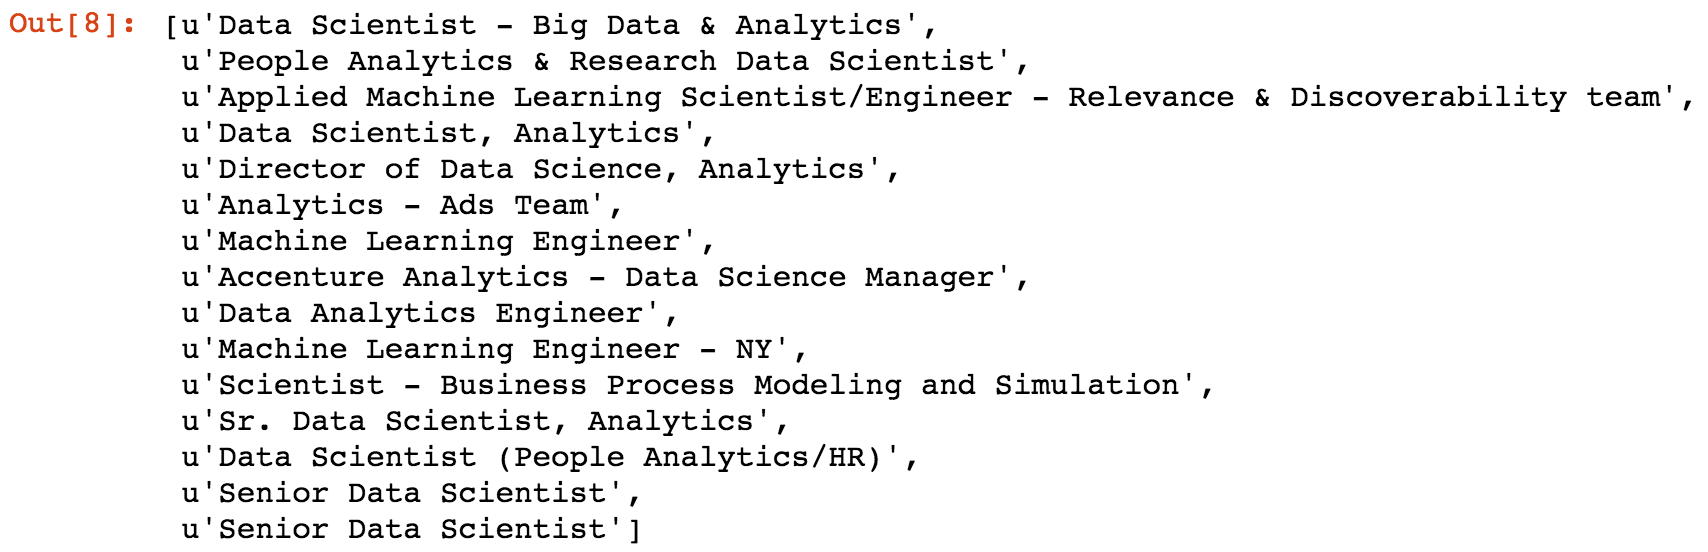 Out[8]: [u'Data Scientist - Big Data & Analytics',
u'People Analytics & Research Data Scientist',
u'Applied Machine Learning Scientist/Engineer - Relevance & Discoverability team',
u'Data Scientist, Analytics',
u'Director of Data Science, Analytics',
u'Analytics - Ads Team',
u'Machine Learning Engineer',
u'Accenture Analytics - Data Science Manager',
u'Data Analytics Engineer',
u'Machine Learning Engineer - NY',
u'Scientist - Business Process Modeling and Simulation',
u'Sr. Data Scientist, Analytics',
u'Data Scientist (People Analytics/HR)',
u'Senior Data Scientist',
u'Senior Data Scientist']